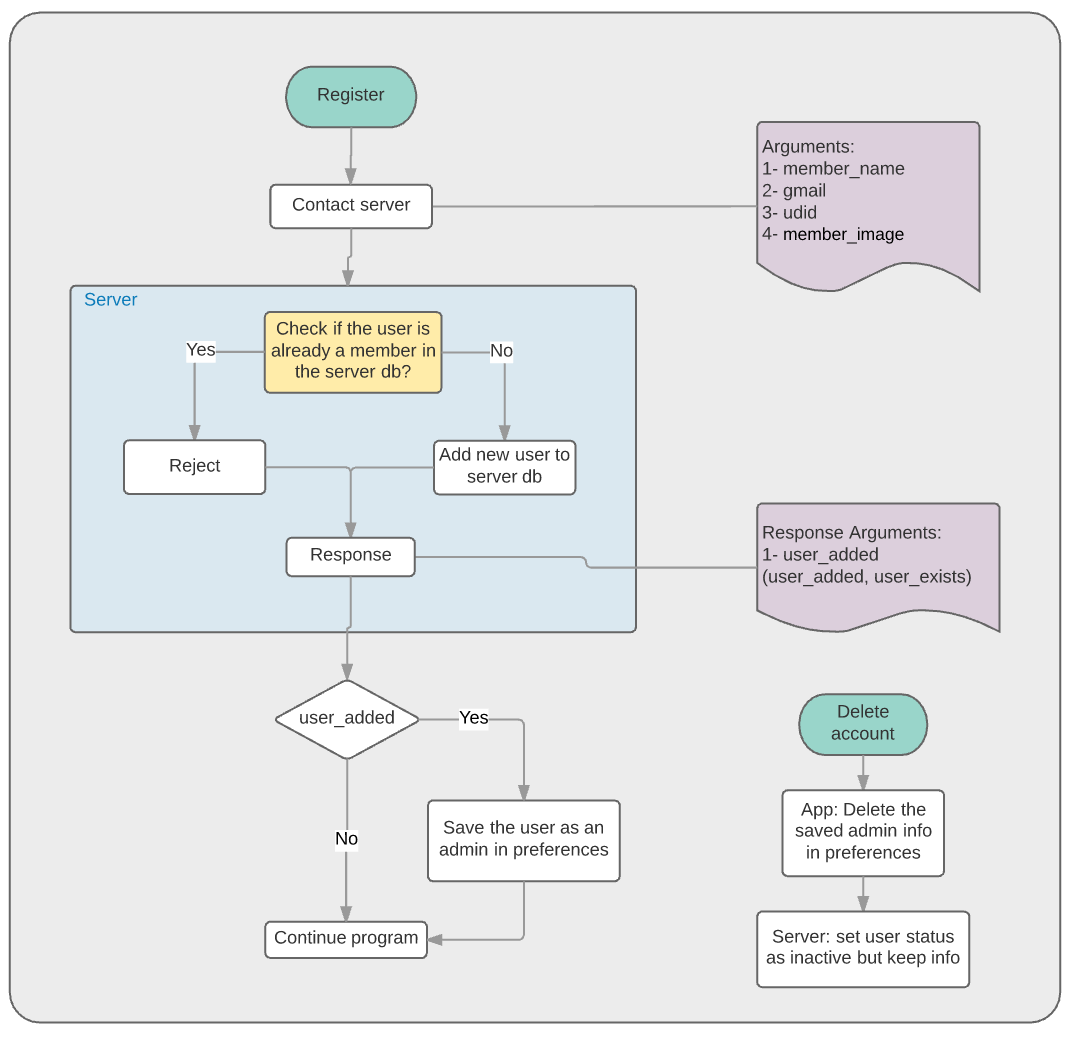 Register
Contact server
Arguments:
1- member_name
2- gmail
3- udid
4- member_image
Server
Check if the user is
already a member in
the server db?
Yes
No
Reject
Add new user to
server db
Response
Response Arguments:
1- user_added
(user_added, user_exists)
user_added
Yes
No
Save the user as an
admin in preferences
Continue program
Delete
account
App: Delete the
saved admin info
in preferences
Server: set user status
as inactive but keep info